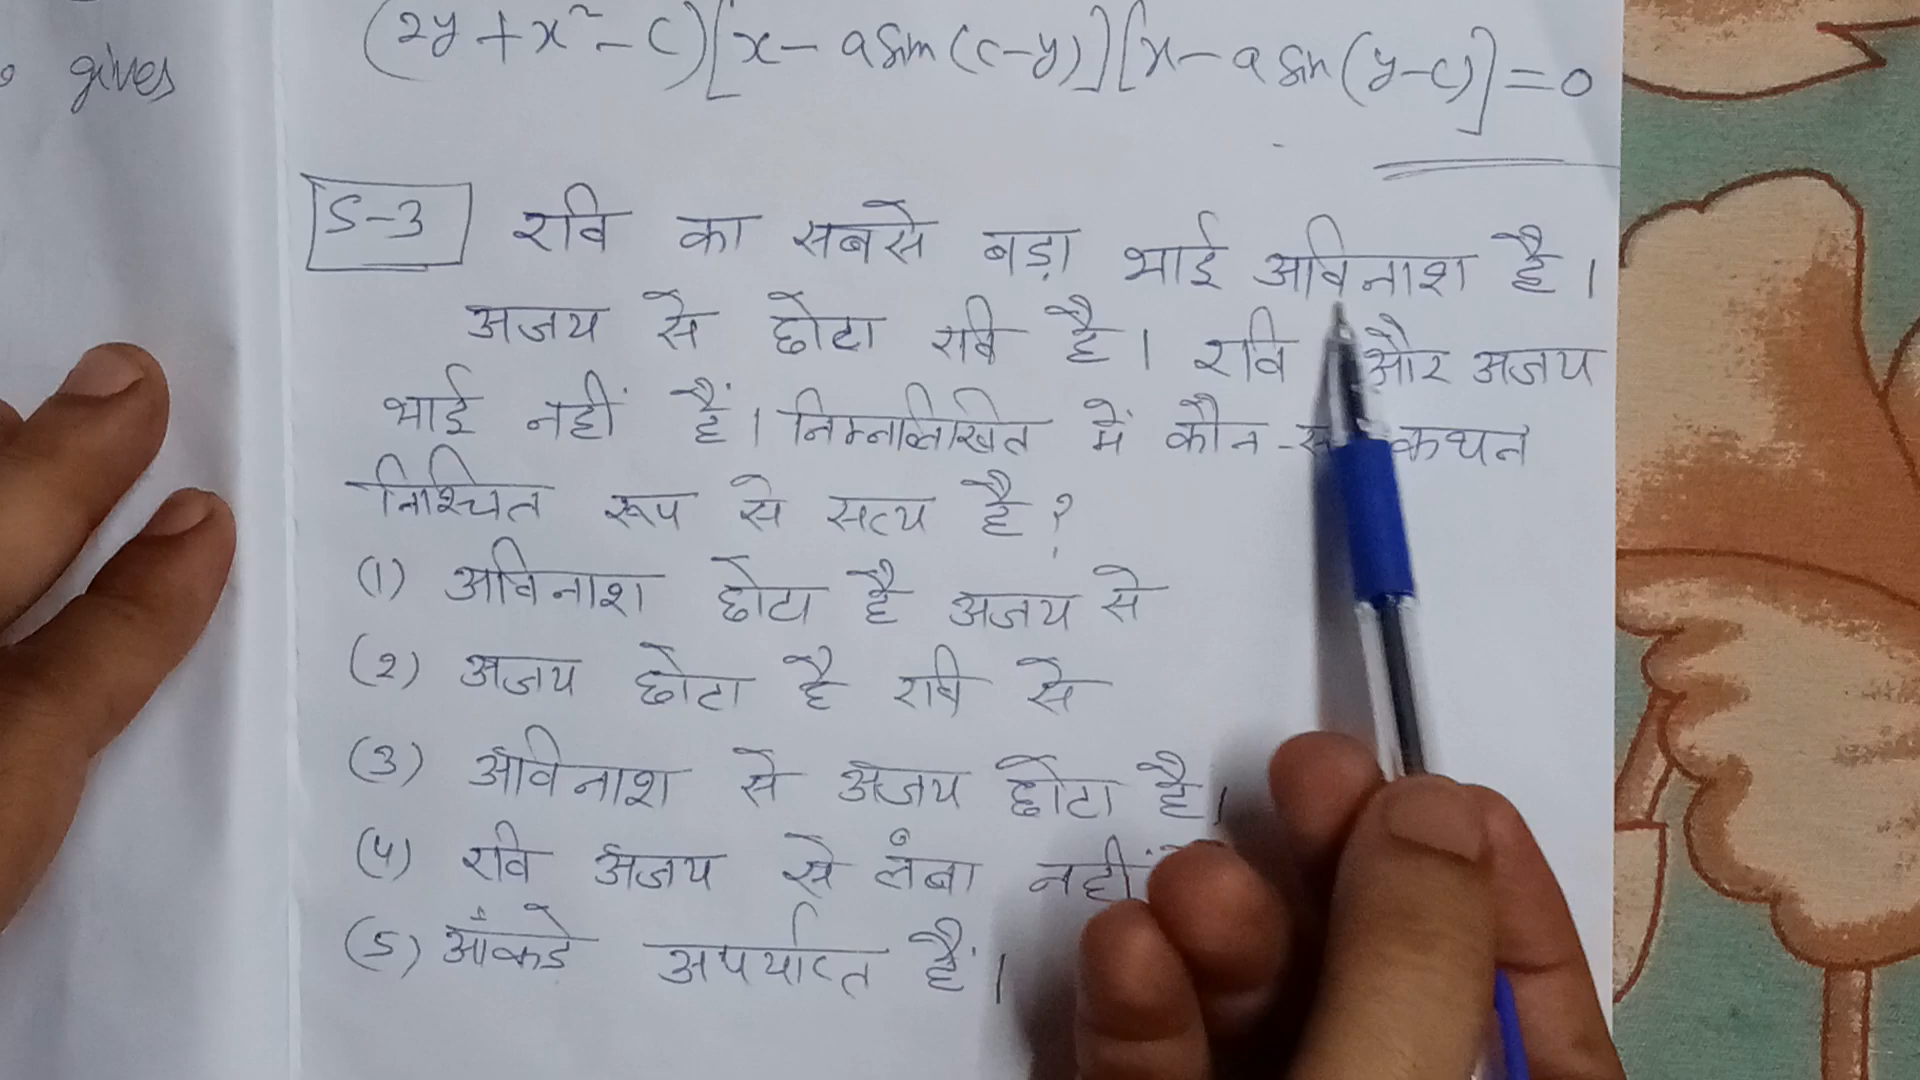 gives
(2y + x² - c)[x - a sin(c-y)][x - a sin(y-c)] = 0
S-3 रवि का सबसे बड़ा भाई अविनाश है।
अजय से छोटा रवि है। रवि और अजय
भाई नहीं हैं। निम्नलिखित में कौन-सा कथन
निश्चित रूप से सत्य है?
(1) अविनाश छोटा है अजय से
(2) अजय छोटा है रवि से
(3) अविनाश से अजय छोटा है।
(4) रवि अजय से लंबा नहीं
(5) आँकडे अपर्याप्त हैं।